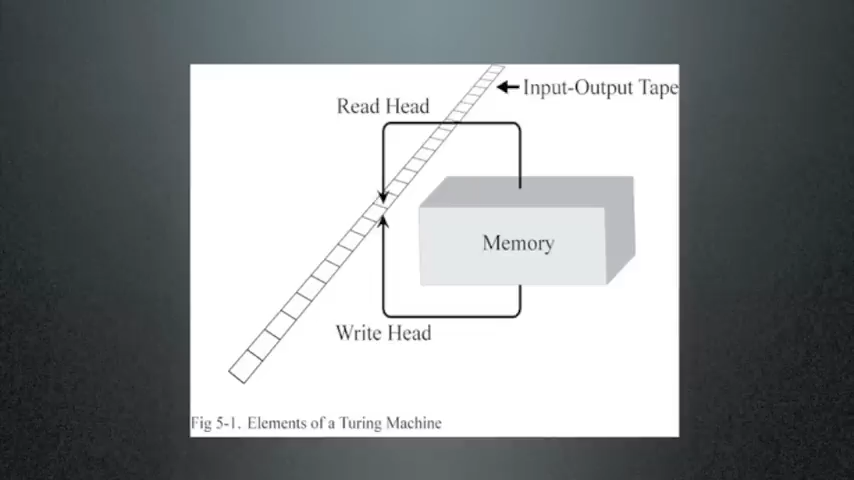 Input-Output Tape
Read Head
Memory
Write Head
Fig 5-1. Elements of a Turing Machine